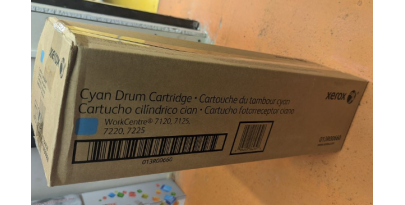 Cyan Drum Cartridge • Cartouche du tambour cyan
Cartucho cilíndrico cian • Cartucho fotorreceptor ciano
WorkCentre® 7120, 7125,
7220, 7225
xerox